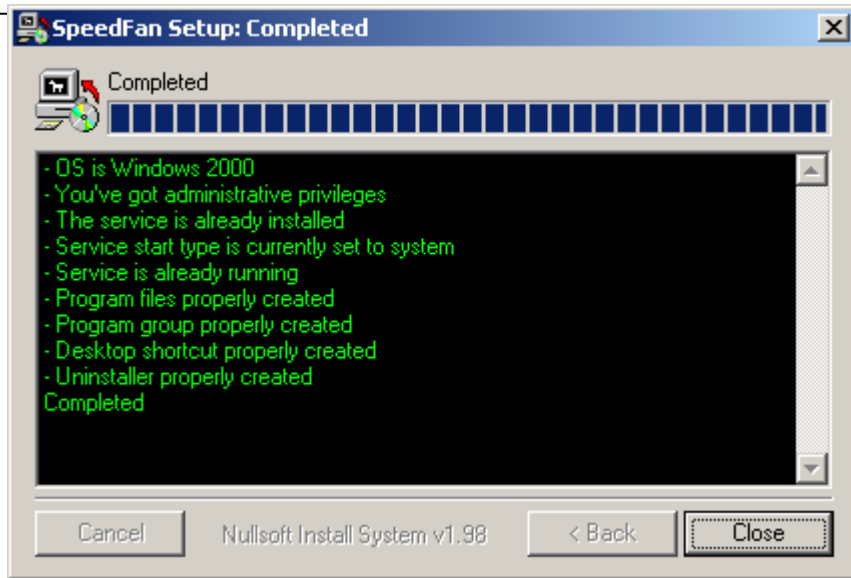 SpeedFan Setup: Completed
Completed
- OS is Windows 2000
- You've got administrative privileges
- The service is already installed
- Service start type is currently set to system
- Service is already running
- Program files properly created
- Program group properly created
- Desktop shortcut properly created
- Uninstaller properly created
Completed
Cancel
Nullsoft Install System v1.98
< Back
Close